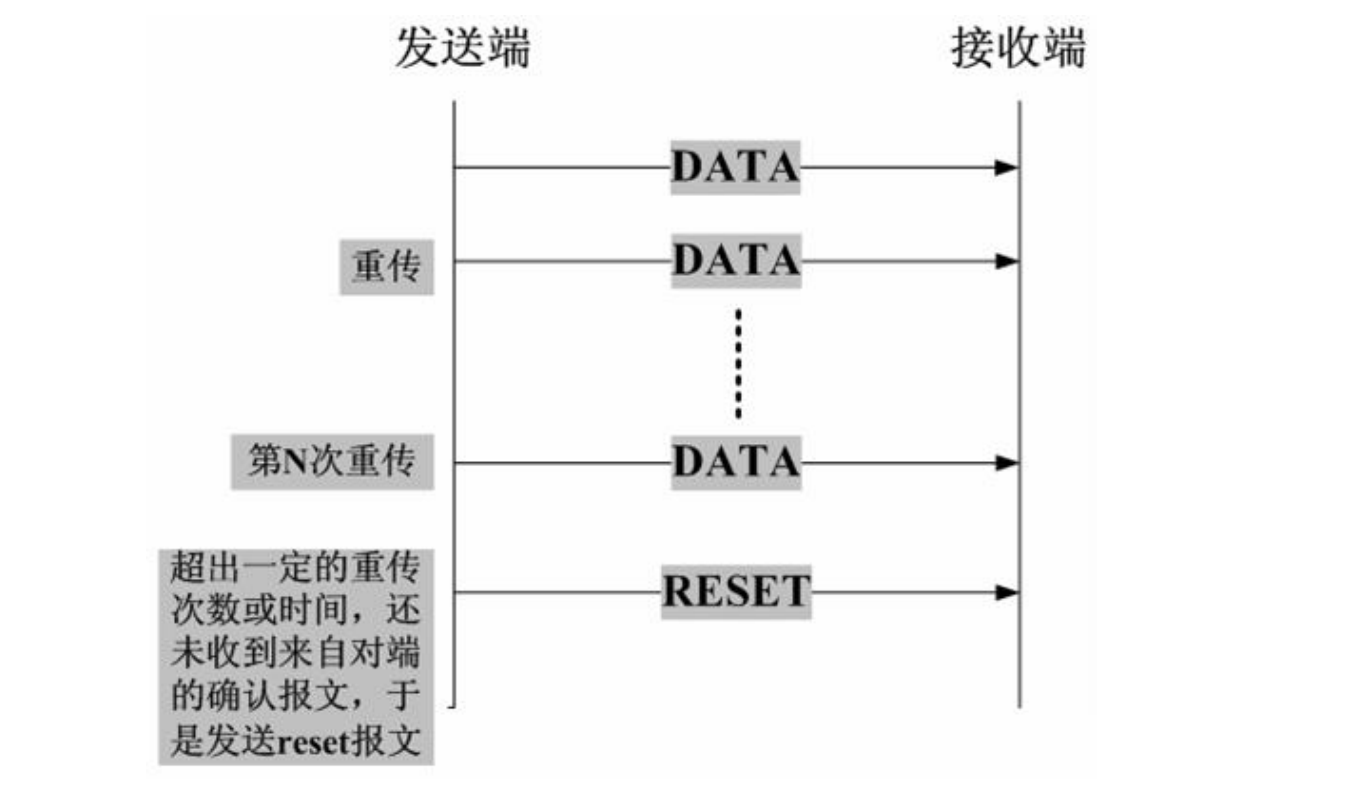 发送端
接收端
DATA
重传
DATA
第N次重传
DATA
超出一定的重传
次数或时间，还
未收到来自对端
的确认报文，于
是发送reset报文
RESET